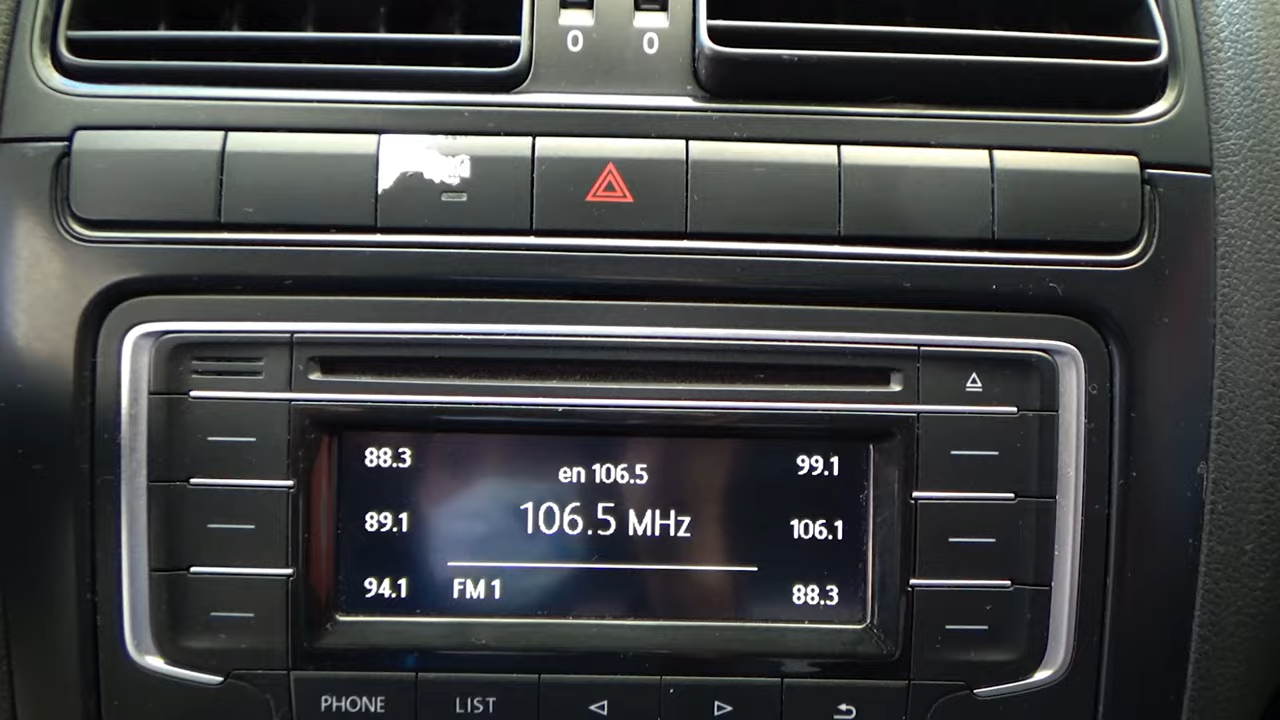 0 0
88.3
en 106.5
99.1
106.5 MHz
89.1
106.1
94.1
FM 1
88.3
PHONE
LIST